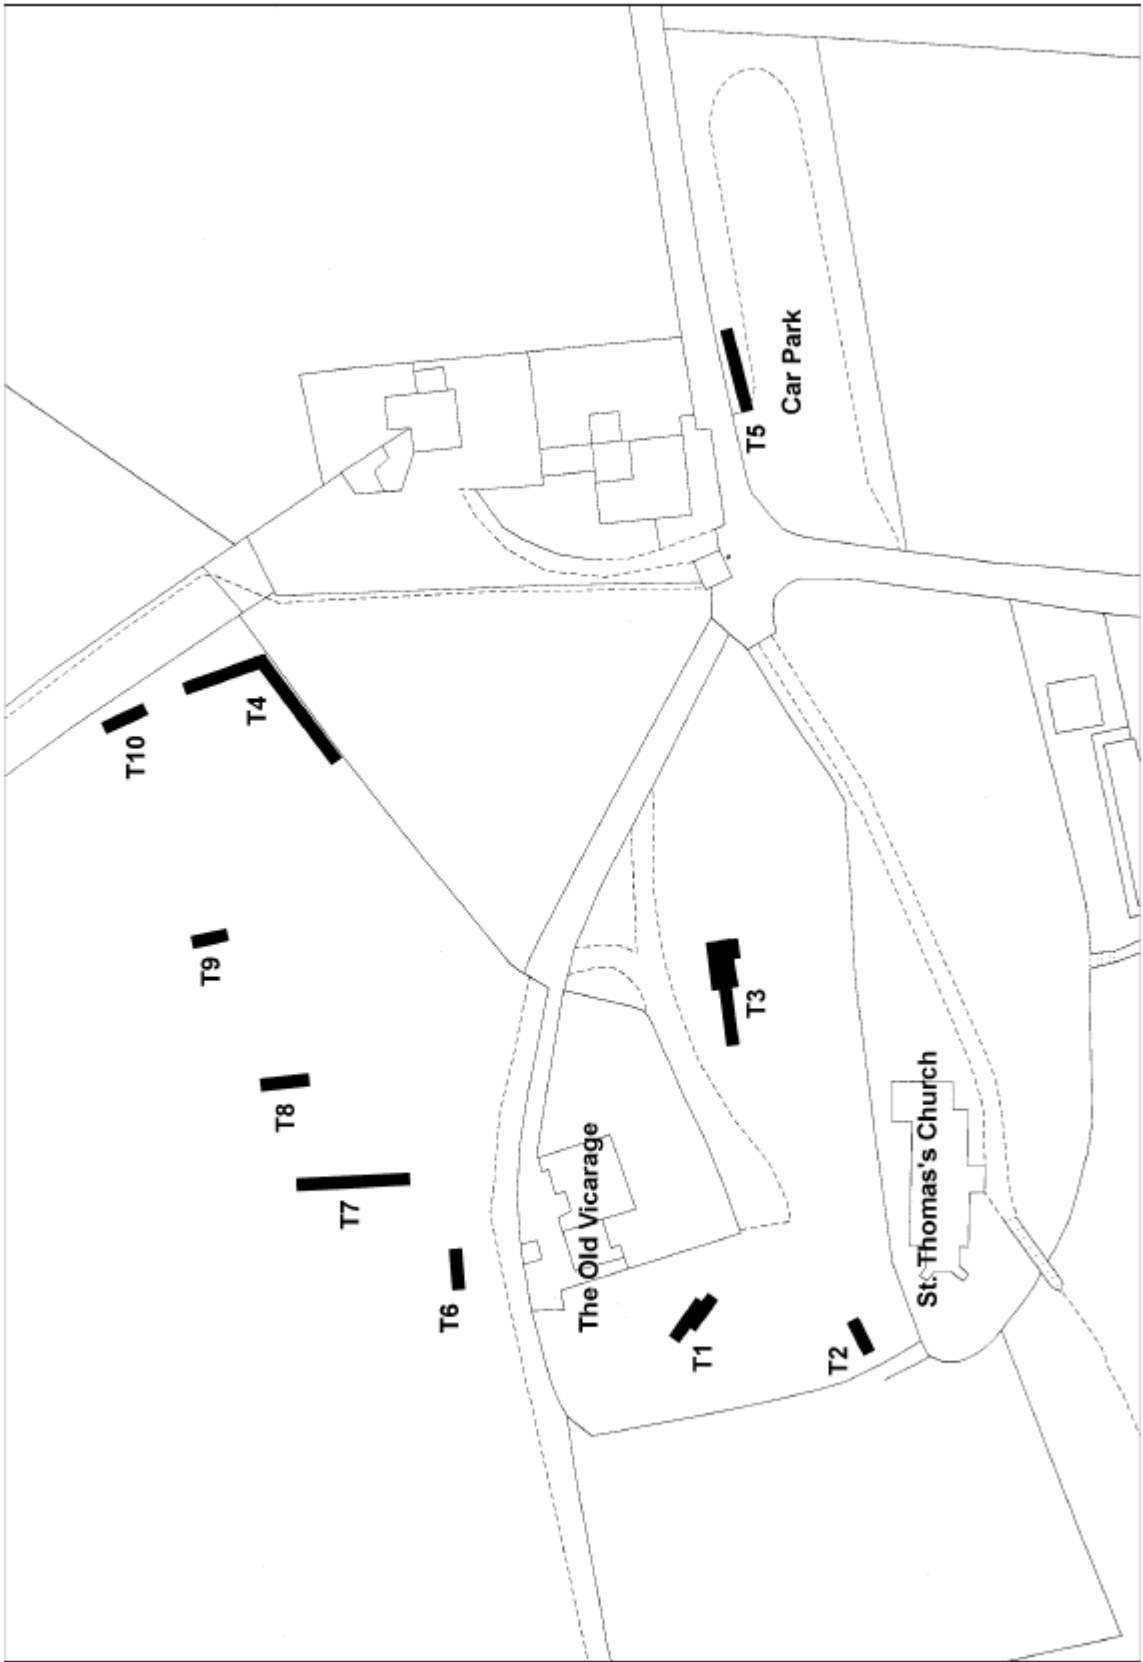 T10
T4
T9
T8
T7
T6
The Old Vicarage
T1
T2
T3
St. Thomas's Church
T5
Car Park